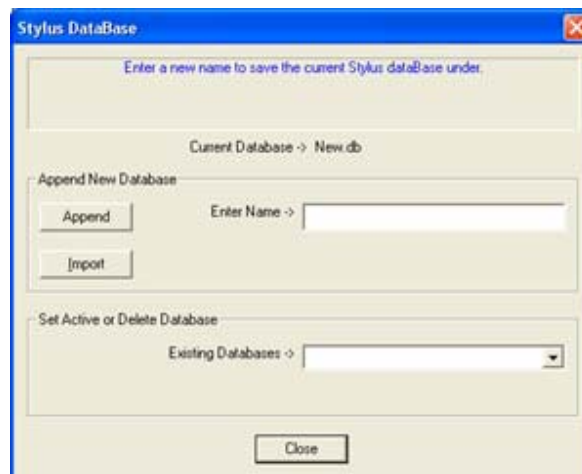 Stylus DataBase
Enter a new name to save the current Stylus dataBase under.
Current Database -> New.db
Append New Database
Append
Enter Name ->
Import
Set Active or Delete Database
Existing Databases ->
Close